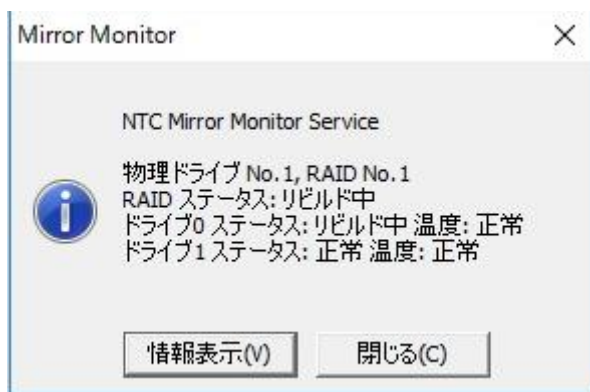 Mirror Monitor
NTC Mirror Monitor Service
物理ドライブ No.1, RAID No.1
RAID ステータス: リビルド中
ドライブ0 ステータス: リビルド中 温度: 正常
ドライブ1 ステータス: 正常 温度: 正常
情報表示(V)
閉じる(C)